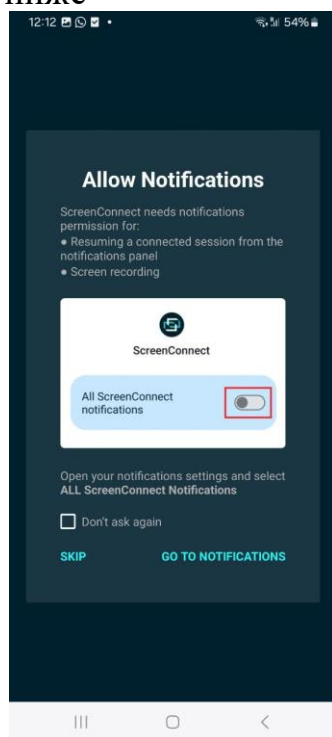 ниже
12:12
54%
Allow Notifications
ScreenConnect needs notifications
permission for:
● Resuming a connected session from the
notifications panel
● Screen recording
ScreenConnect
All ScreenConnect
notifications
Open your notifications settings and select
ALL ScreenConnect Notifications
Don't ask again
SKIP GO TO NOTIFICATIONS